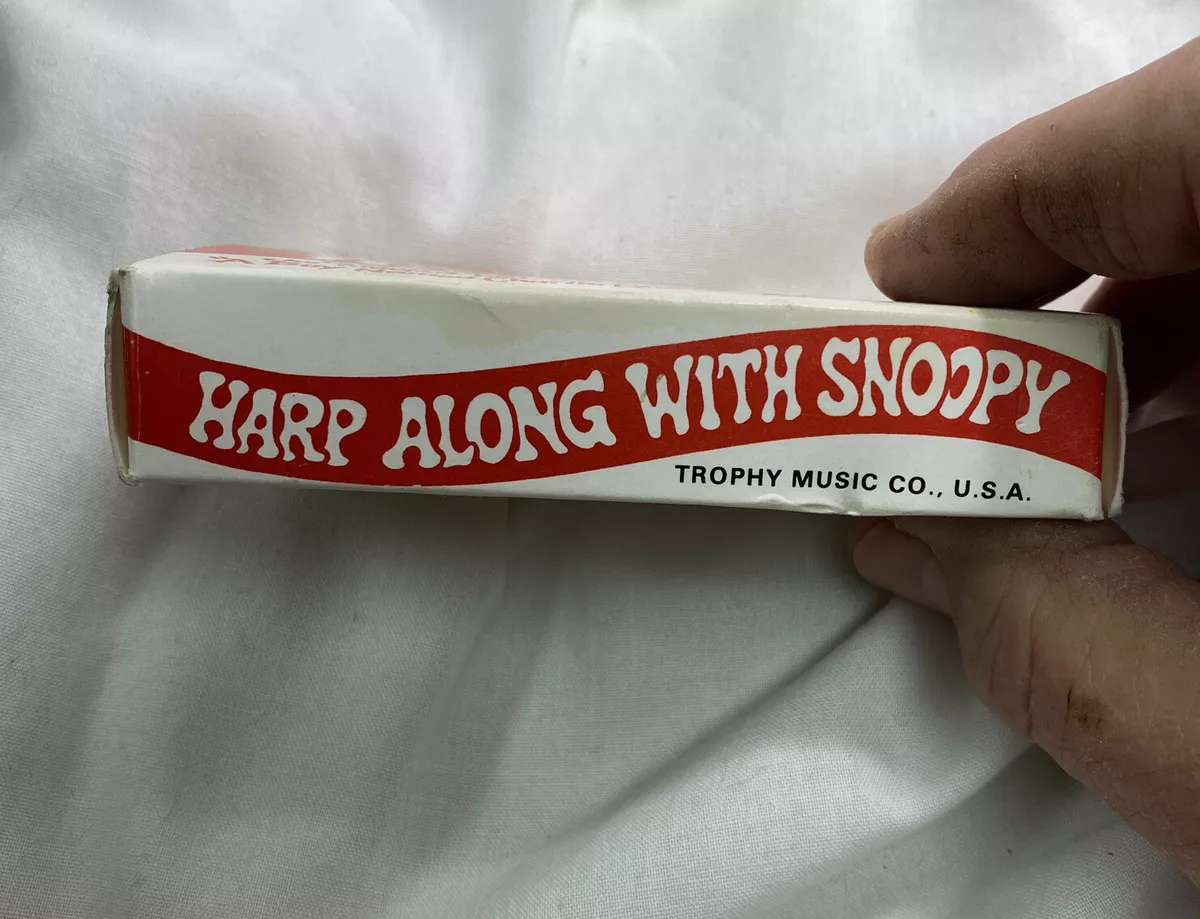 HARP ALONG WITH SNOOPY
TROPHY MUSIC CO., U.S.A.